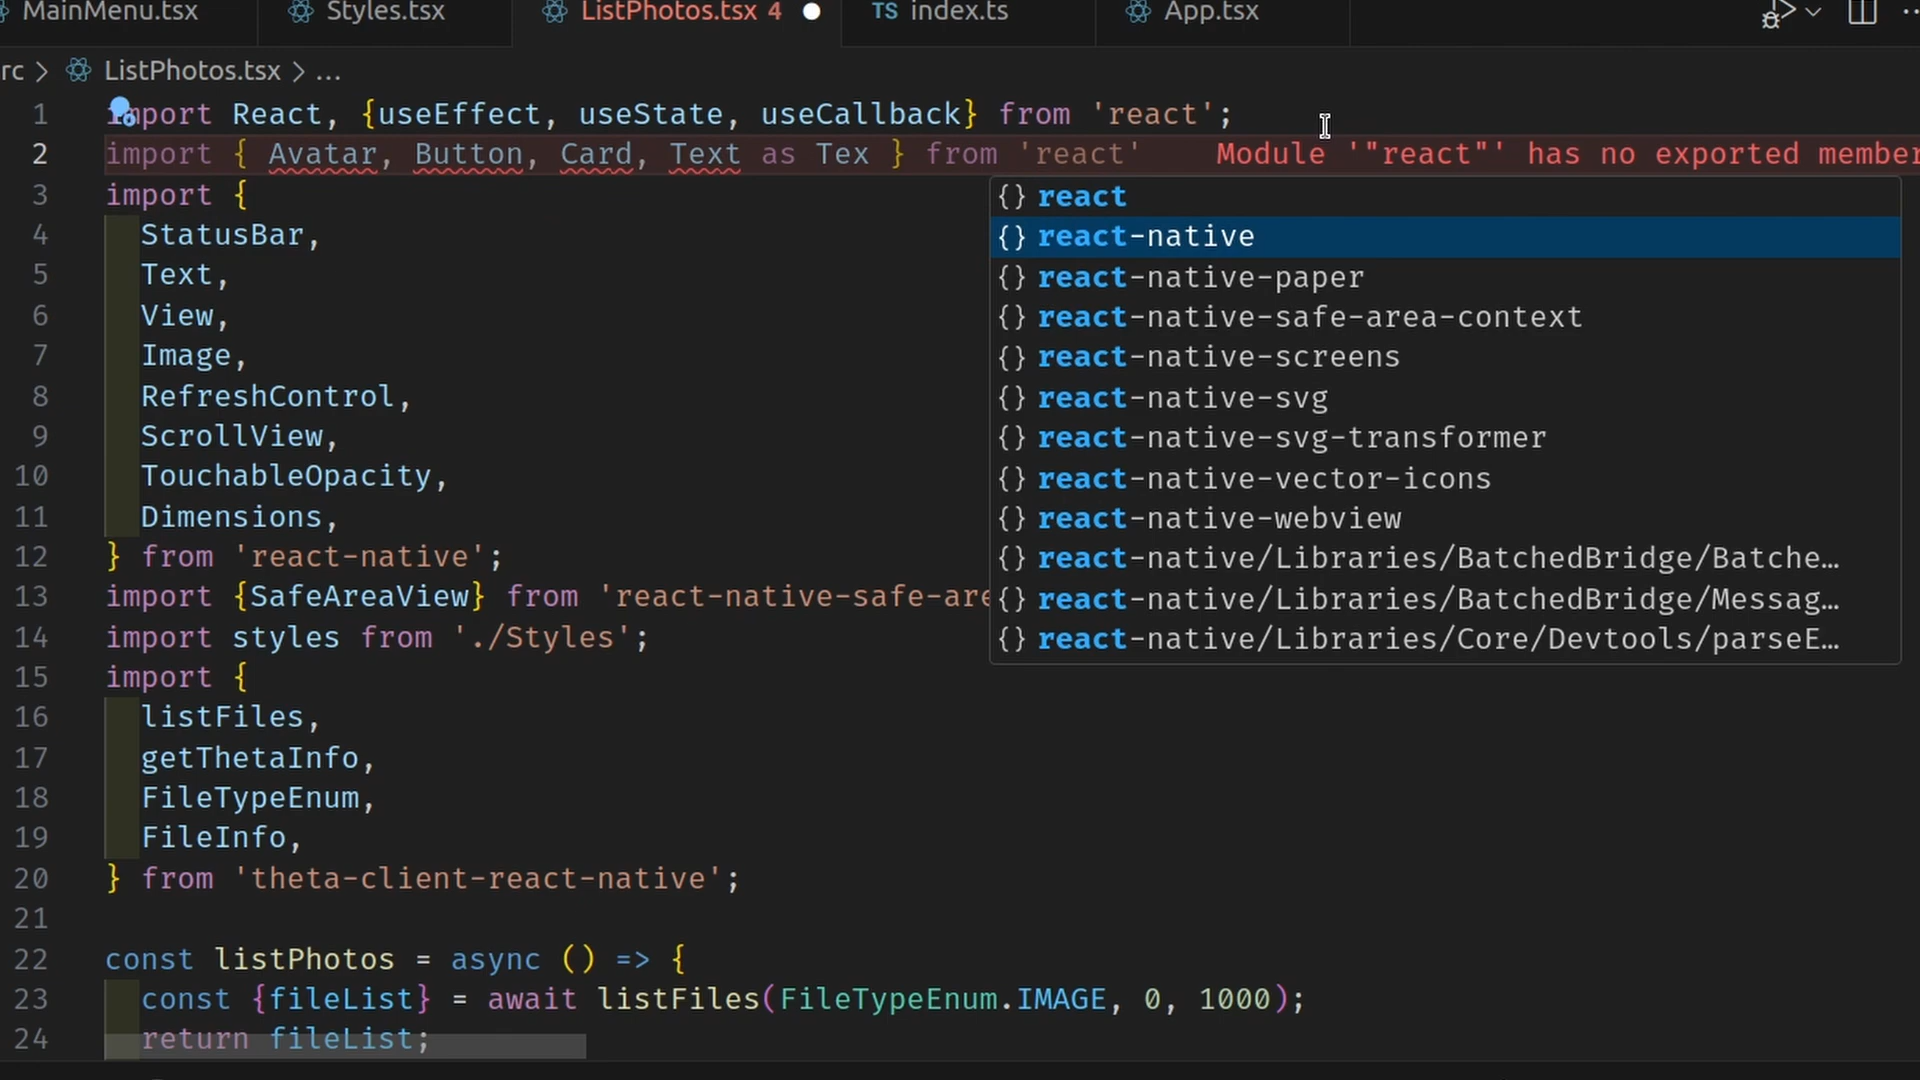 MainMenu.tsx Styles.tsx ListPhotos.tsx 4 TS index.ts App.tsx
rc > ListPhotos.tsx > ...
1 import React, {useEffect, useState, useCallback} from 'react';
2 import { Avatar, Button, Card, Text as Tex } from 'react' Module '"react"' has no exported member
3 import {
4 StatusBar,
5 Text,
6 View,
7 Image,
8 RefreshControl,
9 ScrollView,
10 TouchableOpacity,
11 Dimensions,
12 } from 'react-native';
13 import {SafeAreaView} from 'react-native-safe-are
14 import styles from './Styles';
15 import {
16 listFiles,
17 getThetaInfo,
18 FileTypeEnum,
19 FileInfo,
20 } from 'theta-client-react-native';
21
22 const listPhotos = async () => {
23 const {fileList} = await listFiles(FileTypeEnum.IMAGE, 0, 1000);
24 return fileList;
{} react
{} react-native
{} react-native-paper
{} react-native-safe-area-context
{} react-native-screens
{} react-native-svg
{} react-native-svg-transformer
{} react-native-vector-icons
{} react-native-webview
{} react-native/Libraries/BatchedBridge/Batche…
{} react-native/Libraries/BatchedBridge/Messag…
{} react-native/Libraries/Core/Devtools/parseE…